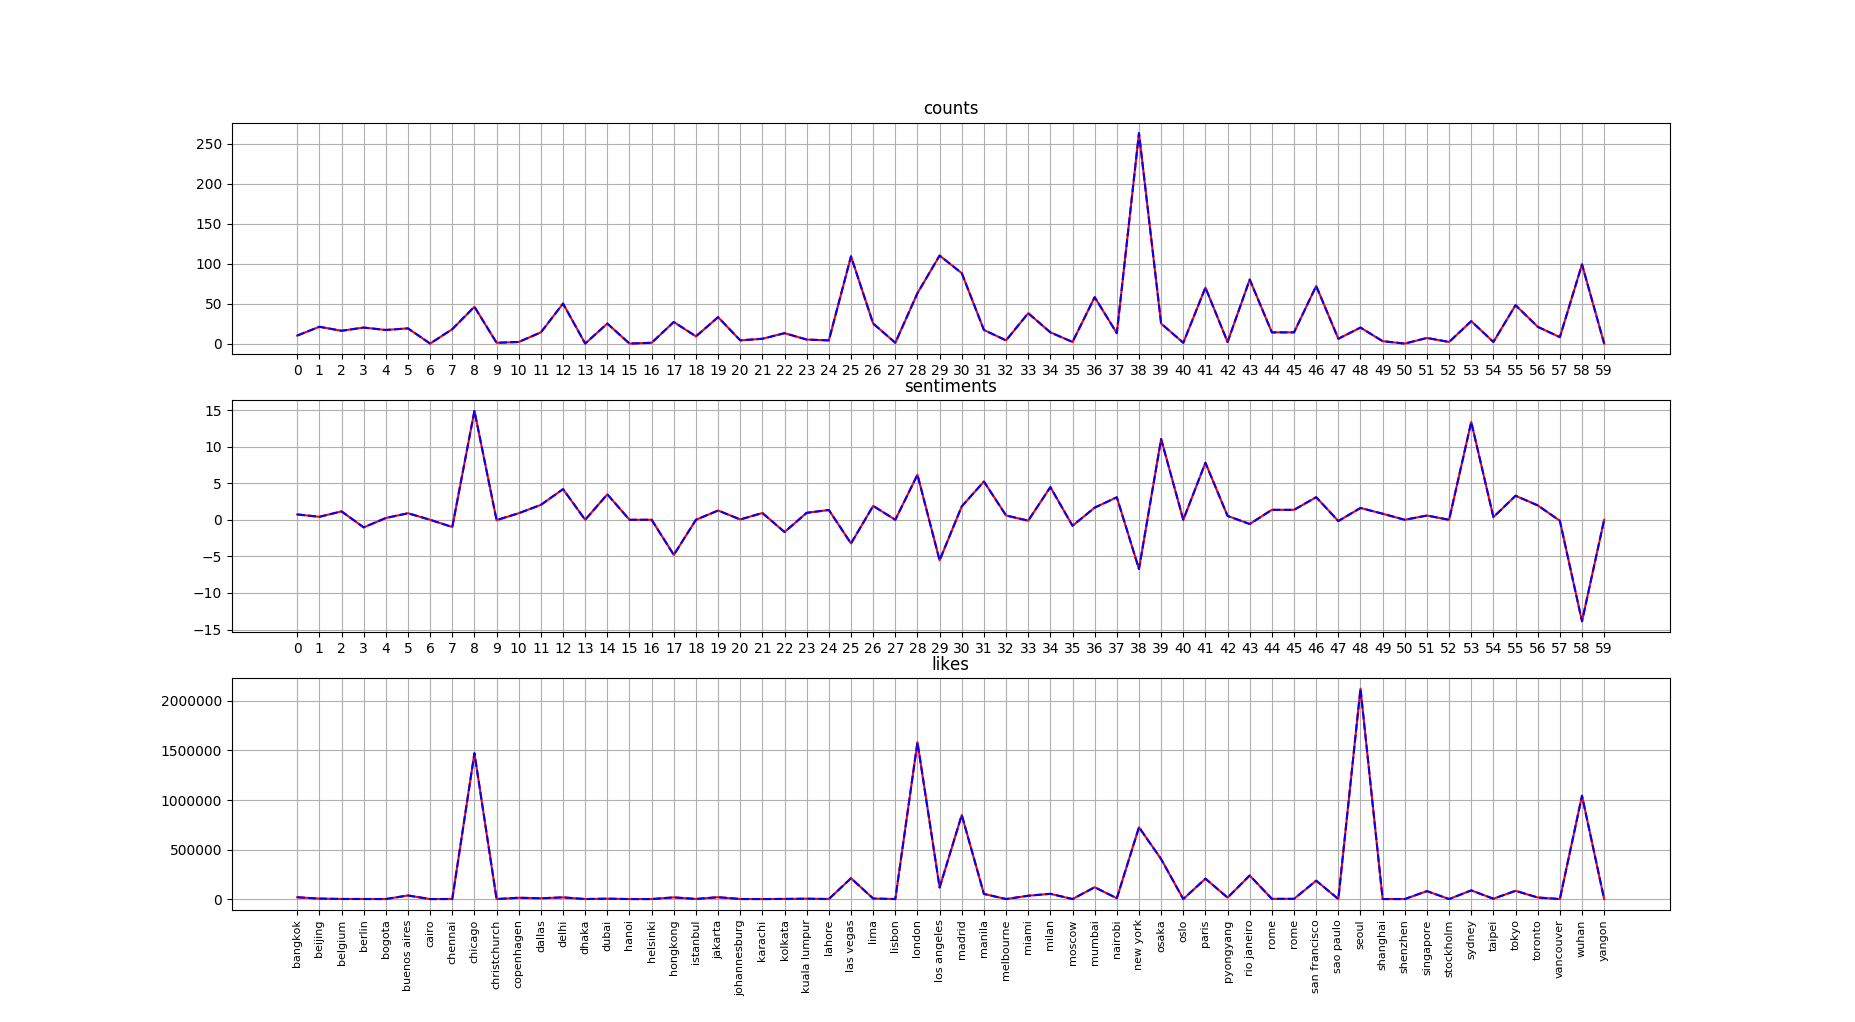 counts
250
200
150
100
50
0
0 1 2 3 4 5 6 7 8 9 10 11 12 13 14 15 16 17 18 19 20 21 22 23 24 25 26 27 28 29 30 31 32 33 34 35 36 37 38 39 40 41 42 43 44 45 46 47 48 49 50 51 52 53 54 55 56 57 58 59
sentiments
15
10
5
0
−5
−10
−15
0 1 2 3 4 5 6 7 8 9 10 11 12 13 14 15 16 17 18 19 20 21 22 23 24 25 26 27 28 29 30 31 32 33 34 35 36 37 38 39 40 41 42 43 44 45 46 47 48 49 50 51 52 53 54 55 56 57 58 59
likes
2000000
1500000
1000000
500000
0
bangkok
beijing
belgium
berlin
bogota
buenos aires
cairo
chennai
chicago
christchurch
copenhagen
dallas
delhi
dhaka
dubai
hanoi
helsinki
hongkong
istanbul
jakarta
johannesburg
karachi
kolkata
kuala lumpur
lahore
las vegas
lima
lisbon
london
los angeles
madrid
manila
melbourne
miami
milan
moscow
mumbai
nairobi
new york
osaka
oslo
paris
pyongyang
rio janeiro
rome
rome
san francisco
sao paulo
seoul
shanghai
shenzhen
singapore
stockholm
sydney
taipei
tokyo
toronto
vancouver
wuhan
yangon